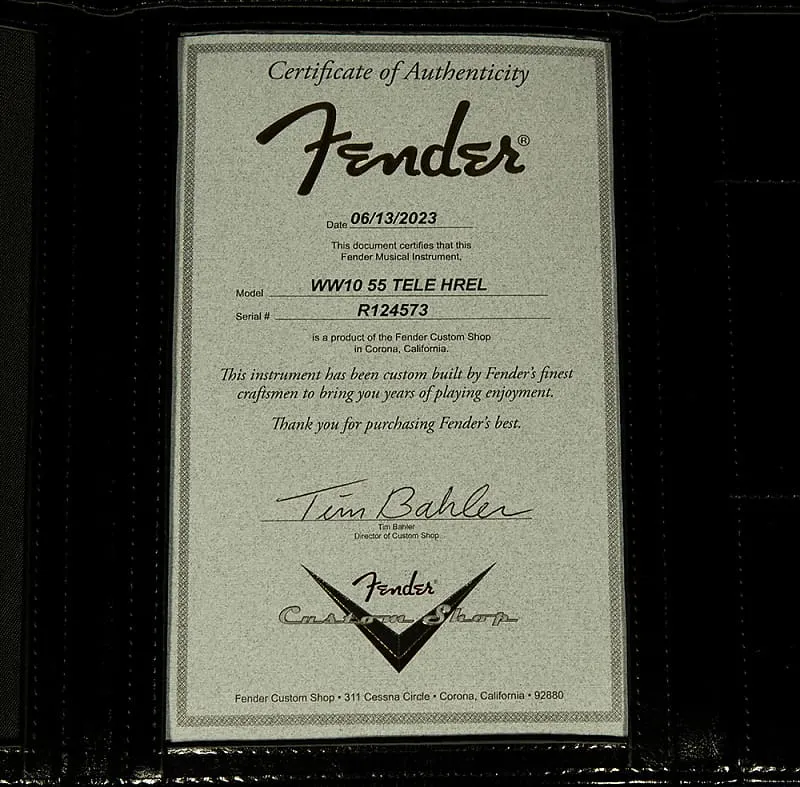 Certificate of Authenticity
Fender®
Date 06/13/2023
This document certifies that this
Fender Musical Instrument,
Model WW10 55 TELE HREL
Serial # R124573
is a product of the Fender Custom Shop
in Corona, California.
This instrument has been custom built by Fender's finest
craftsmen to bring you years of playing enjoyment.
Thank you for purchasing Fender's best.
Tim Bahler
Tim Bahler
Director of Custom Shop
Fender®
Custom Shop
Fender Custom Shop • 311 Cessna Circle • Corona, California • 92880